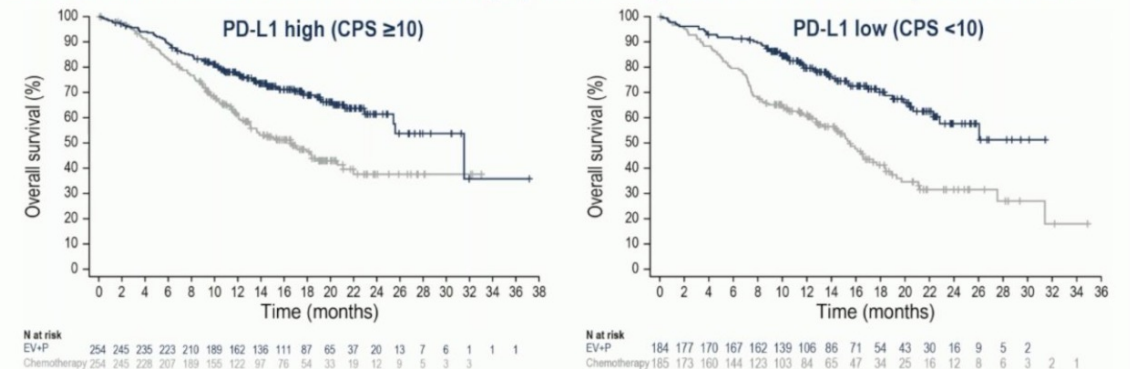 PD-L1 high (CPS ≥10)
Overall survival (%)
100
90
80
70
60
50
40
30
20
10
0
0 2 4 6 8 10 12 14 16 18 20 22 24 26 28 30 32 34 36 38
Time (months)
N at risk
EV+P 254 245 235 223 210 189 162 136 111 87 65 37 20 13 7 6 1 1 1
Chemotherapy 254 245 228 207 189 155 122 97 76 54 33 19 12 9 5 3 3
PD-L1 low (CPS <10)
Overall survival (%)
100
90
80
70
60
50
40
30
20
10
0
0 2 4 6 8 10 12 14 16 18 20 22 24 26 28 30 32 34 36
Time (months)
N at risk
EV+P 184 177 170 167 162 139 106 86 71 54 43 30 16 9 5 2
Chemotherapy 185 173 160 144 123 103 84 65 47 34 25 16 12 8 6 3 2 1